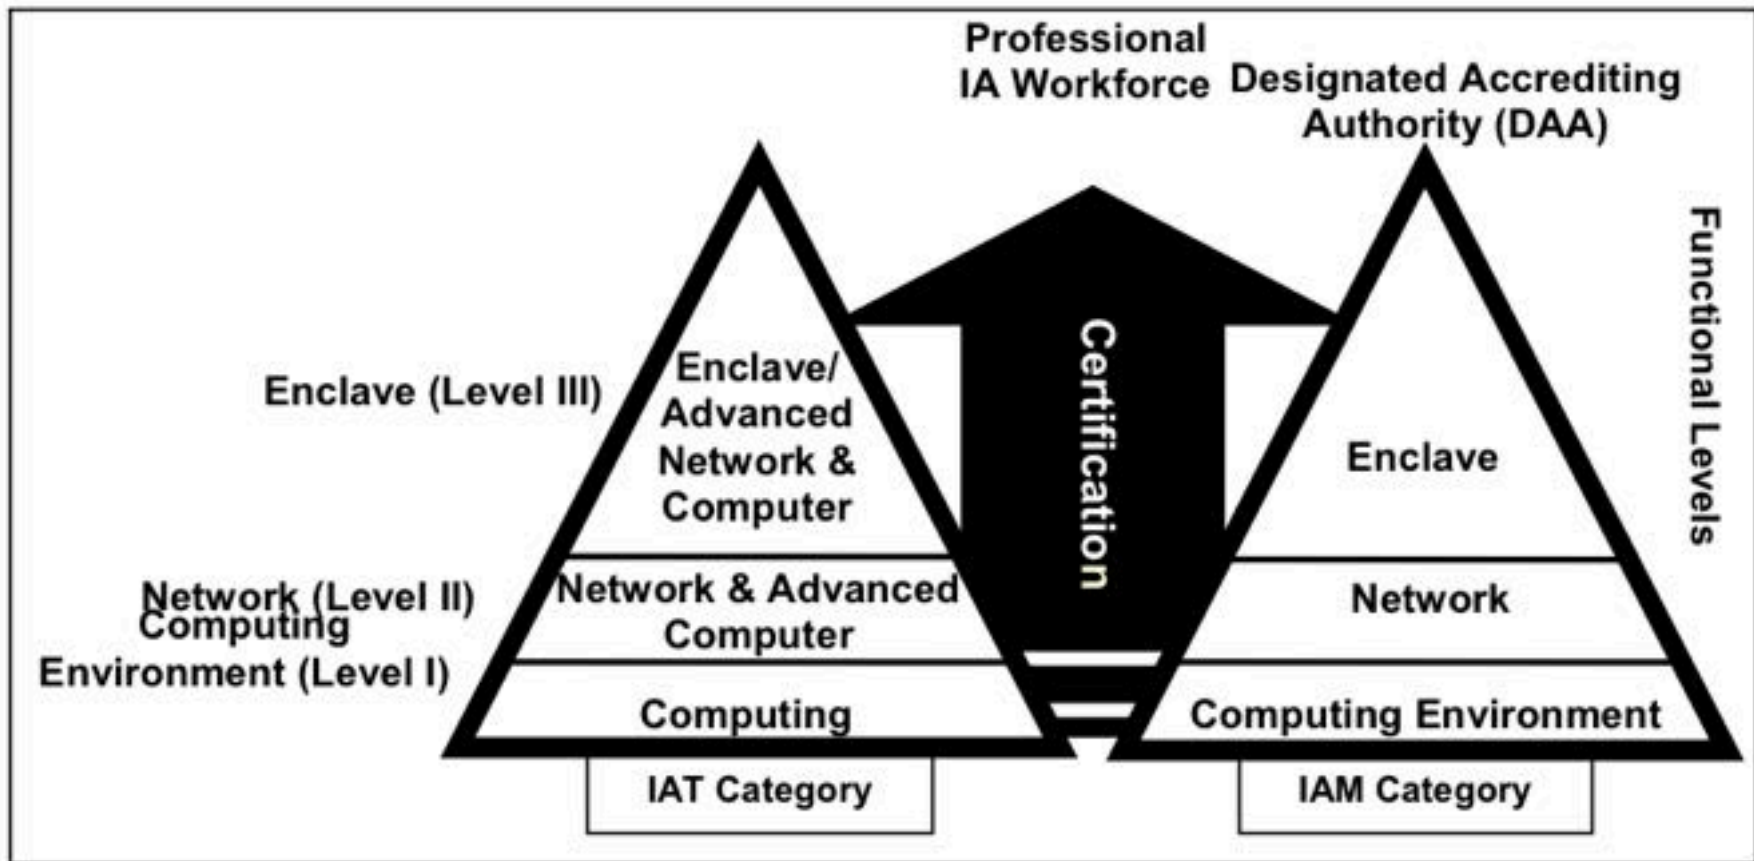 Professional
IA Workforce
Designated Accrediting
Authority (DAA)
Functional Levels
Enclave (Level III)
Enclave/
Advanced
Network &
Computer
Certification
Enclave
Network (Level II)
Network & Advanced
Computer
Network
Computing
Environment (Level I)
Computing
Computing Environment
IAT Category
IAM Category